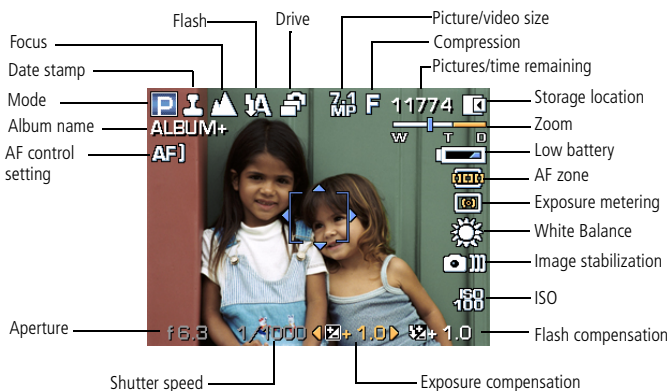 Flash
Drive
Picture/video size
Focus
Compression
Date stamp
Pictures/time remaining
Mode
Storage location
Album name
Zoom
AF control
setting
Low battery
AF zone
Exposure metering
White Balance
Image stabilization
ISO
Aperture
Flash compensation
Shutter speed
Exposure compensation
P
A
7.1
MP
F
11774
ALBUM+
W T D
AF]
ISO
100
f6.3 1/1000 + 1.0 + 1.0